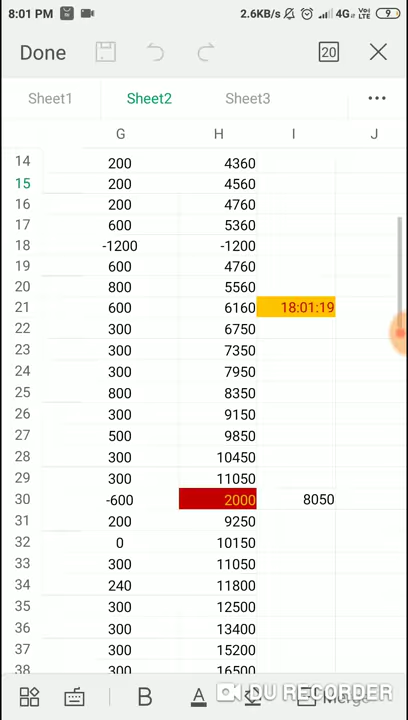 8:01 PM 2.6KB/s 4G VoLTE 9
Done 20
Sheet1 Sheet2 Sheet3
G H I J
14 200 4360
15 200 4560
16 200 4760
17 600 5360
18 -1200 -1200
19 600 4760
20 800 5560
21 600 6160 18:01:19
22 300 6750
23 300 7350
24 300 7950
25 800 8350
26 300 9150
27 500 9850
28 300 10450
29 300 11050
30 -600 2000 8050
31 200 9250
32 0 10150
33 300 11050
34 240 11800
35 300 12500
36 300 13400
37 300 15200
38 300 16500
B A Merge
DU RECORDER